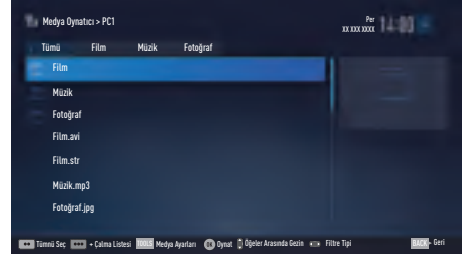 Medya Oynatıcı > PC1
Per
xx xxx xxxx 14:00
Tümü Film Müzik Fotoğraf
Film
Müzik
Fotoğraf
Film.avi
Film.str
Müzik.mp3
Fotoğraf.jpg
Tümnü Seç + Çalma Listesi TOOLS Medya Ayarları OK Oynat Öğeler Arasında Gezin Filtre Tipi BACK - Geri